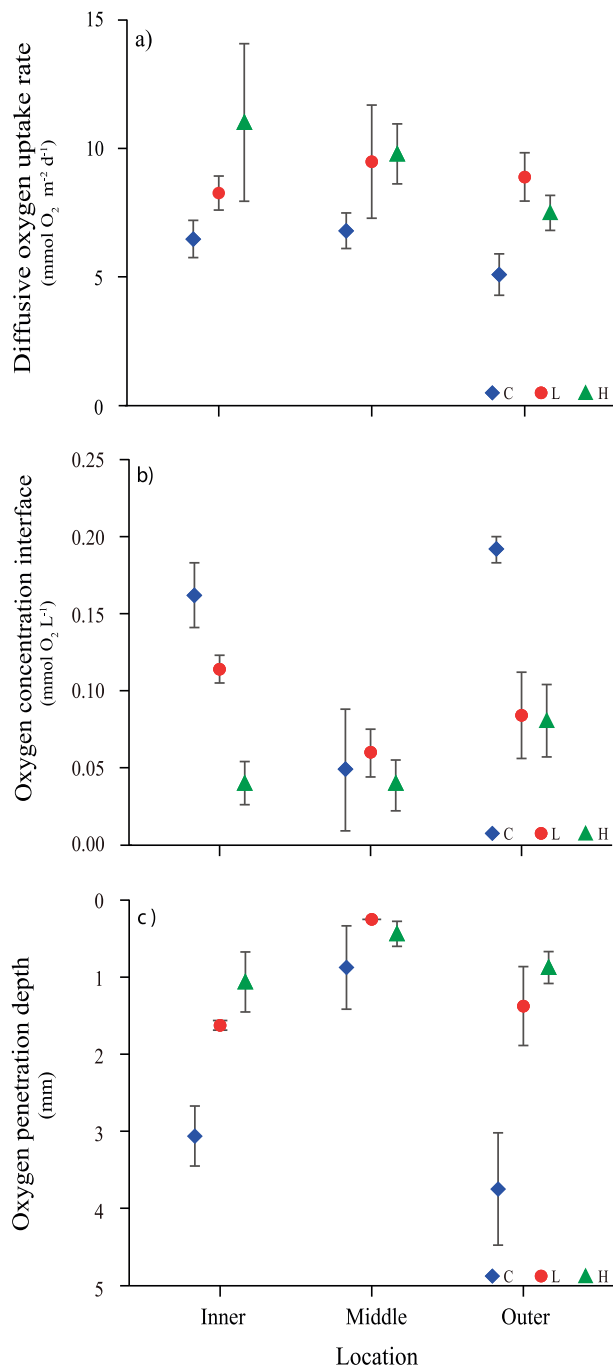 a)
15
10
5
0
Diffusive oxygen uptake rate
(mmol O₂ m⁻² d⁻¹)
C L H
b)
0.25
0.20
0.15
0.10
0.05
0.00
Oxygen concentration interface
(mmol O₂ L⁻¹)
C L H
c)
0
1
2
3
4
5
Oxygen penetration depth
(mm)
C L H
Inner Middle Outer
Location